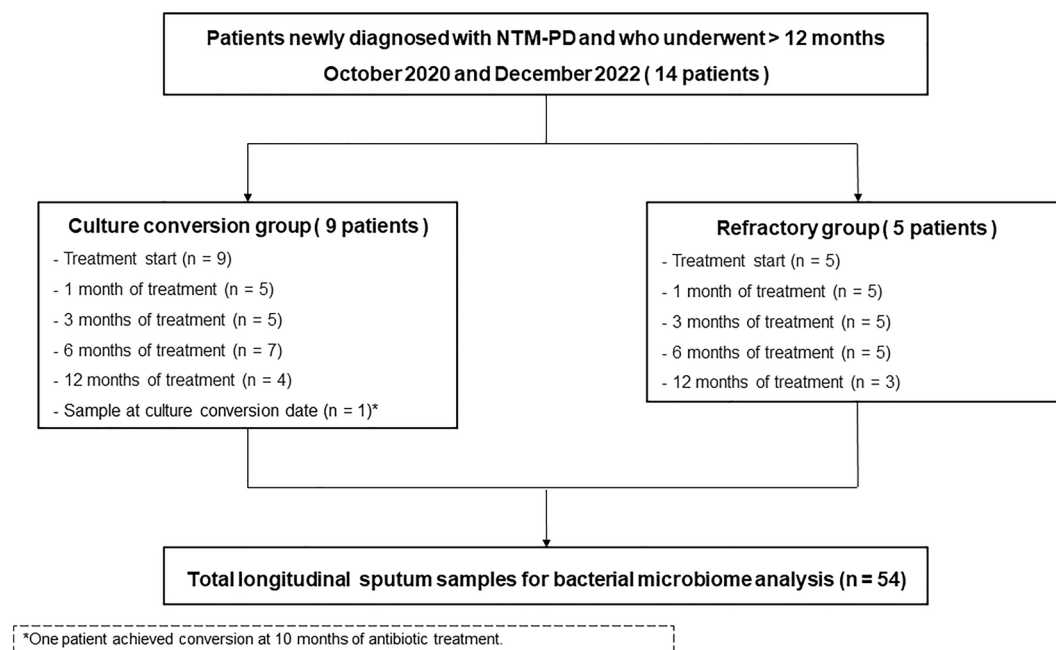 Patients newly diagnosed with NTM-PD and who underwent > 12 months
October 2020 and December 2022 ( 14 patients )
Culture conversion group ( 9 patients )
- Treatment start (n = 9)
- 1 month of treatment (n = 5)
- 3 months of treatment (n = 5)
- 6 months of treatment (n = 7)
- 12 months of treatment (n = 4)
- Sample at culture conversion date (n = 1)*
Refractory group ( 5 patients )
- Treatment start (n = 5)
- 1 month of treatment (n = 5)
- 3 months of treatment (n = 5)
- 6 months of treatment (n = 5)
- 12 months of treatment (n = 3)
Total longitudinal sputum samples for bacterial microbiome analysis (n = 54)
*One patient achieved conversion at 10 months of antibiotic treatment.